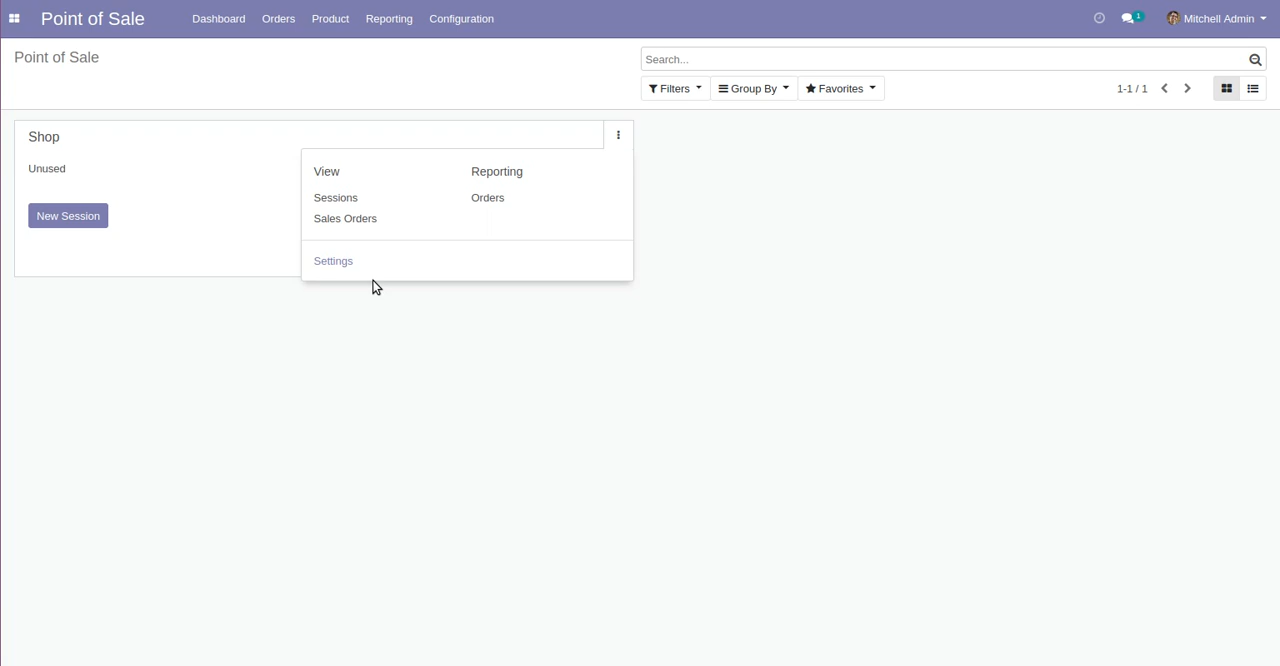 Point of Sale Dashboard Orders Product Reporting Configuration 1 Mitchell Admin
Point of Sale
Search...
Filters Group By Favorites 1-1 / 1
Shop
Unused
New Session
View Reporting
Sessions Orders
Sales Orders
Settings